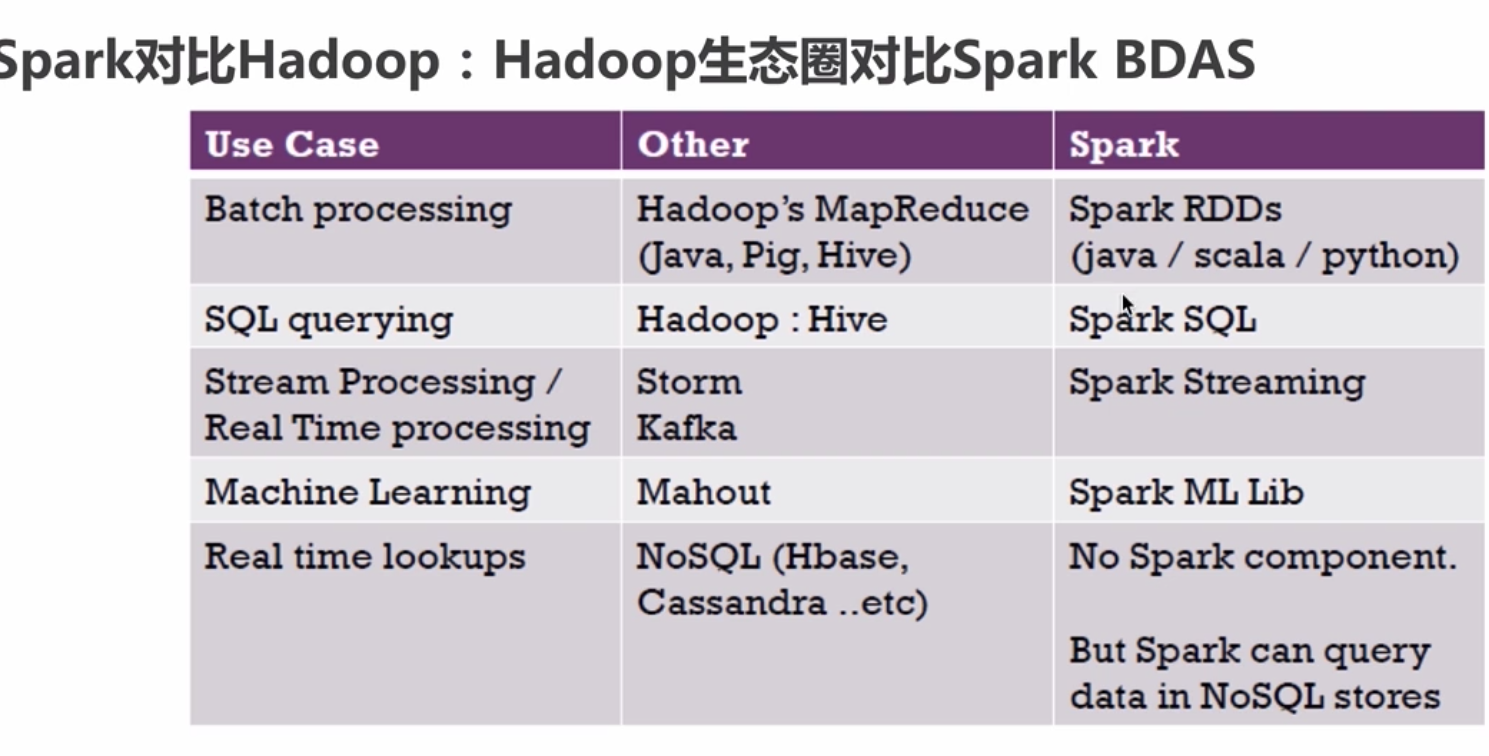 Spark对比Hadoop：Hadoop生态圈对比Spark BDAS
Use Case
Other
Spark
Batch processing
Hadoop's MapReduce
(Java, Pig, Hive)
Spark RDDs
(java / scala / python)
SQL querying
Hadoop : Hive
Spark SQL
Stream Processing /
Real Time processing
Storm
Kafka
Spark Streaming
Machine Learning
Mahout
Spark ML Lib
Real time lookups
NoSQL (Hbase,
Cassandra ..etc)
No Spark component.
But Spark can query
data in NoSQL stores